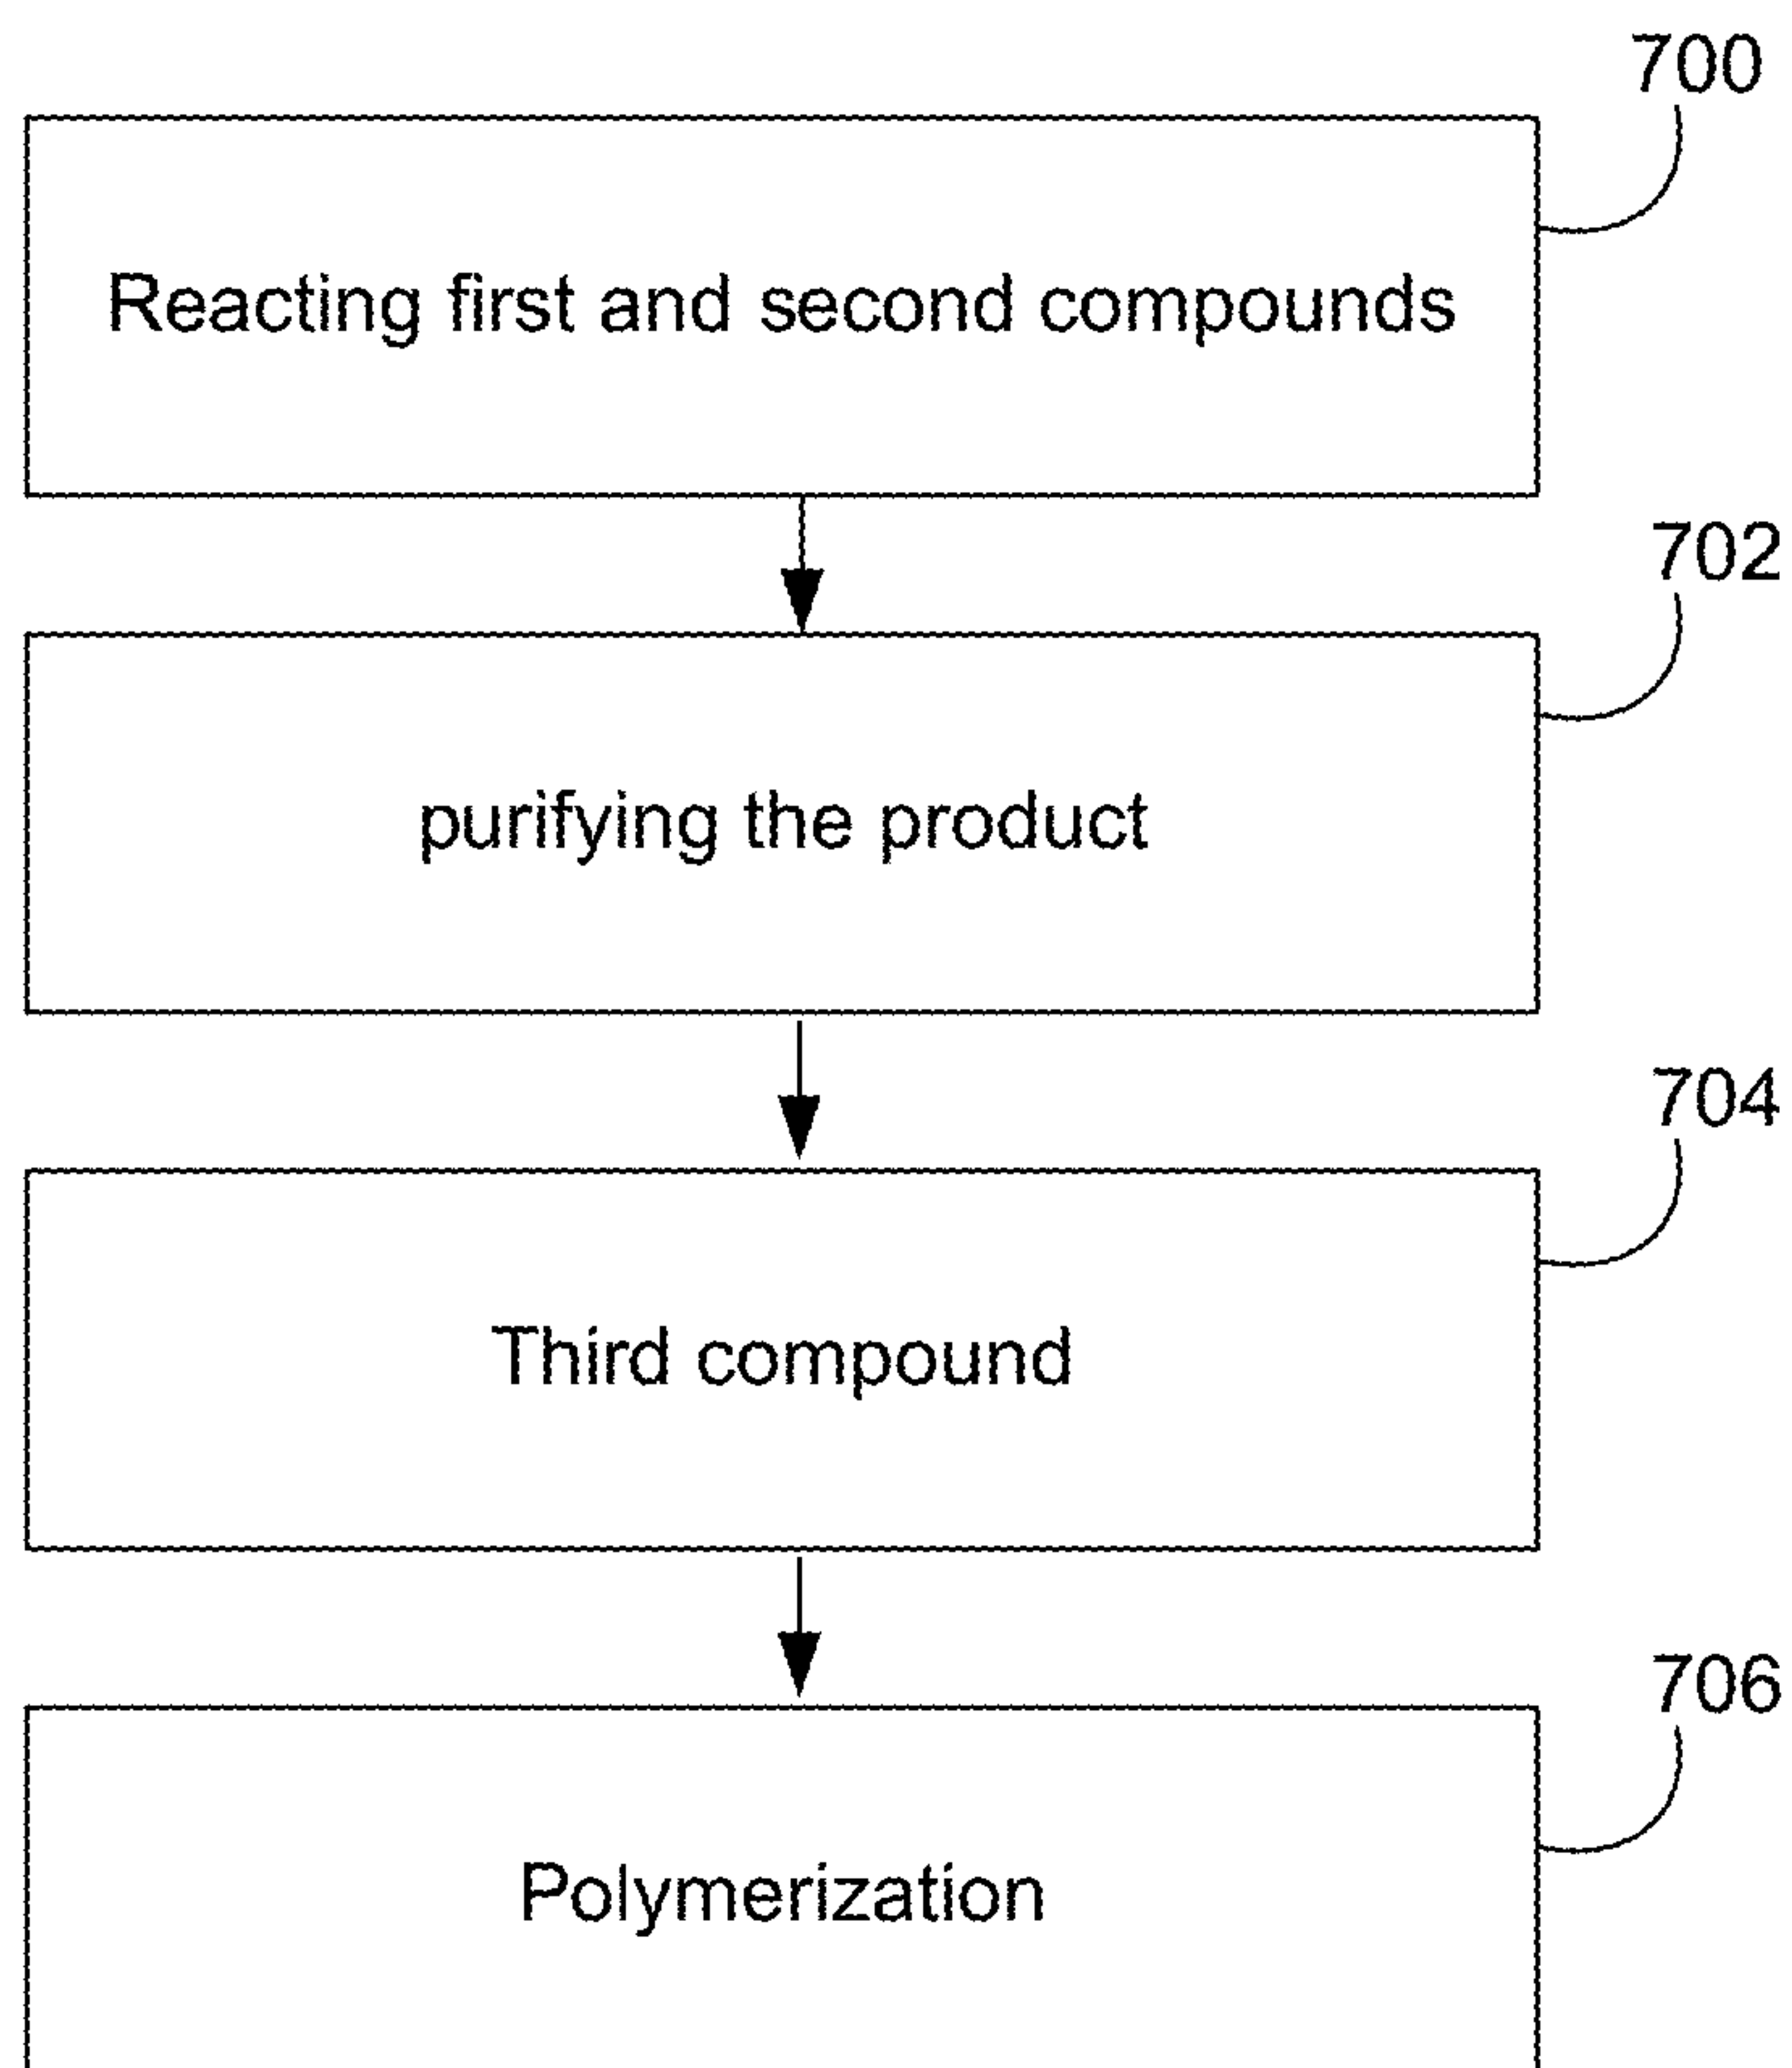 700
Reacting first and second compounds
702
purifying the product
704
Third compound
706
Polymerization